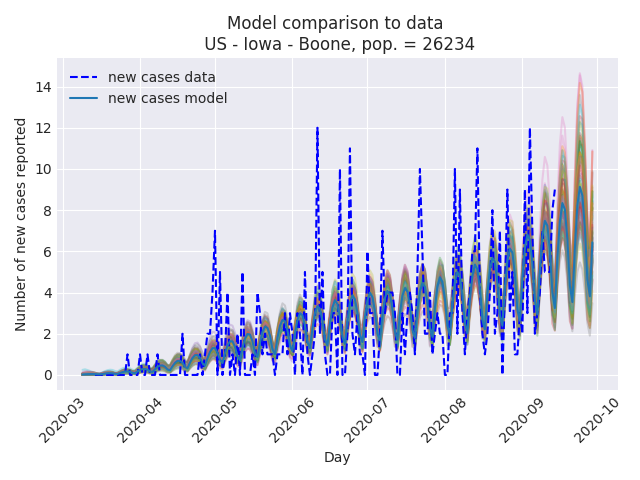 Model comparison to data
US - Iowa - Boone, pop. = 26234
new cases data
new cases model
Number of new cases reported
14
12
10
8
6
4
2
0
2020-03
2020-04
2020-05
2020-06
2020-07
2020-08
2020-09
2020-10
Day